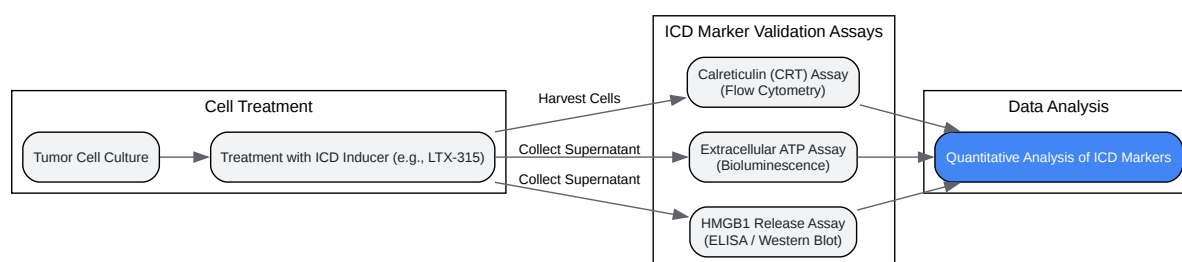 Cell Treatment
Tumor Cell Culture
Treatment with ICD Inducer (e.g., LTX-315)
Harvest Cells
Collect Supernatant
Collect Supernatant
ICD Marker Validation Assays
Calreticulin (CRT) Assay
(Flow Cytometry)
Extracellular ATP Assay
(Bioluminescence)
HMGB1 Release Assay
(ELISA / Western Blot)
Data Analysis
Quantitative Analysis of ICD Markers